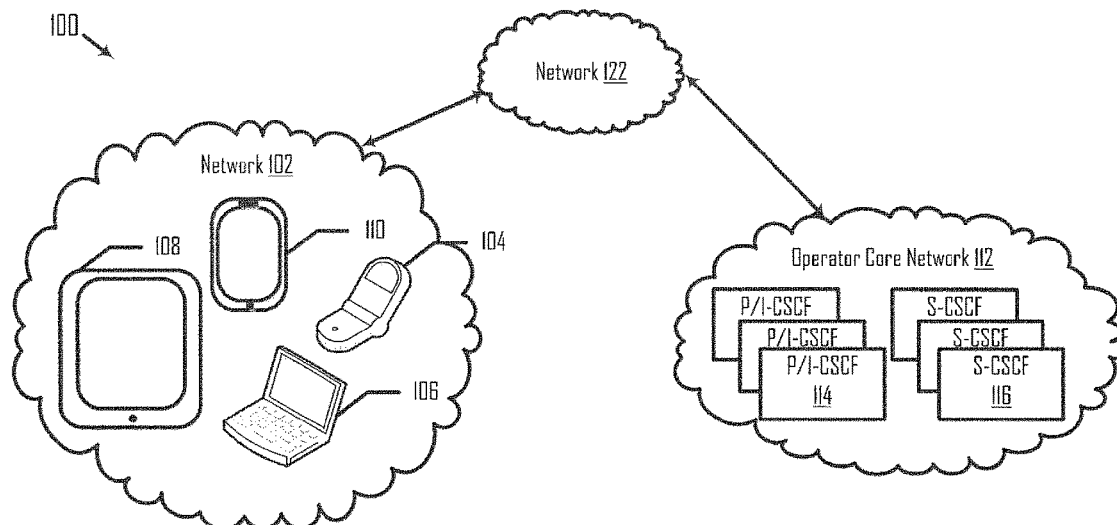 100
Network 122
Network 102
108
110
104
106
Operator Core Network 112
P/I-CSCF
P/I-CSCF
P/I-CSCF
114
S-CSCF
S-CSCF
S-CSCF
116